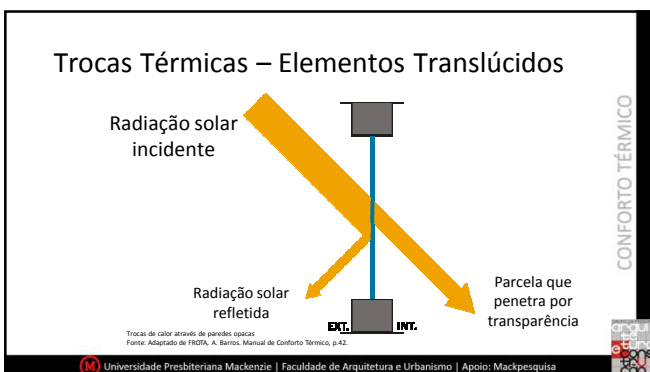 Trocas Térmicas – Elementos Translúcidos
Radiação solar
incidente
CONFORTO TÉRMICO
Radiação solar
refletida
Parcela que
penetra por
transparência
EXT.
INT.
Trocas de calor através de paredes opacas
Fonte: Adaptado de FROTA, A. Barros. Manual de Conforto Térmico, p.42.
M Universidade Presbiteriana Mackenzie | Faculdade de Arquitetura e Urbanismo | Apoio: Mackpesquisa